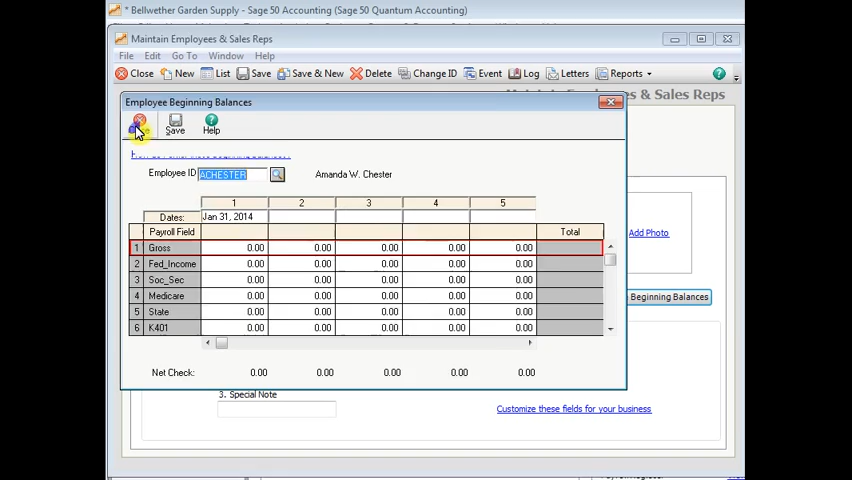 * Bellwether Garden Supply - Sage 50 Accounting (Sage 50 Quantum Accounting)
Maintain Employees & Sales Reps
File Edit Go To Window Help
Close New List Save Save & New Delete Change ID Event Log Letters Reports
& Sales Reps
Employee Beginning Balances
Save Help
Employee ID ACHESTER Amanda W. Chester
Add Photo
1 2 3 4 5
Dates: Jan 31, 2014
Payroll Field Total
1 Gross 0.00 0.00 0.00 0.00 0.00
2 Fed_Income 0.00 0.00 0.00 0.00 0.00
3 Soc_Sec 0.00 0.00 0.00 0.00 0.00
4 Medicare 0.00 0.00 0.00 0.00 0.00
Beginning Balances
5 State 0.00 0.00 0.00 0.00 0.00
6 K401 0.00 0.00 0.00 0.00 0.00
Net Check: 0.00 0.00 0.00 0.00 0.00
3. Special Note
Customize these fields for your business